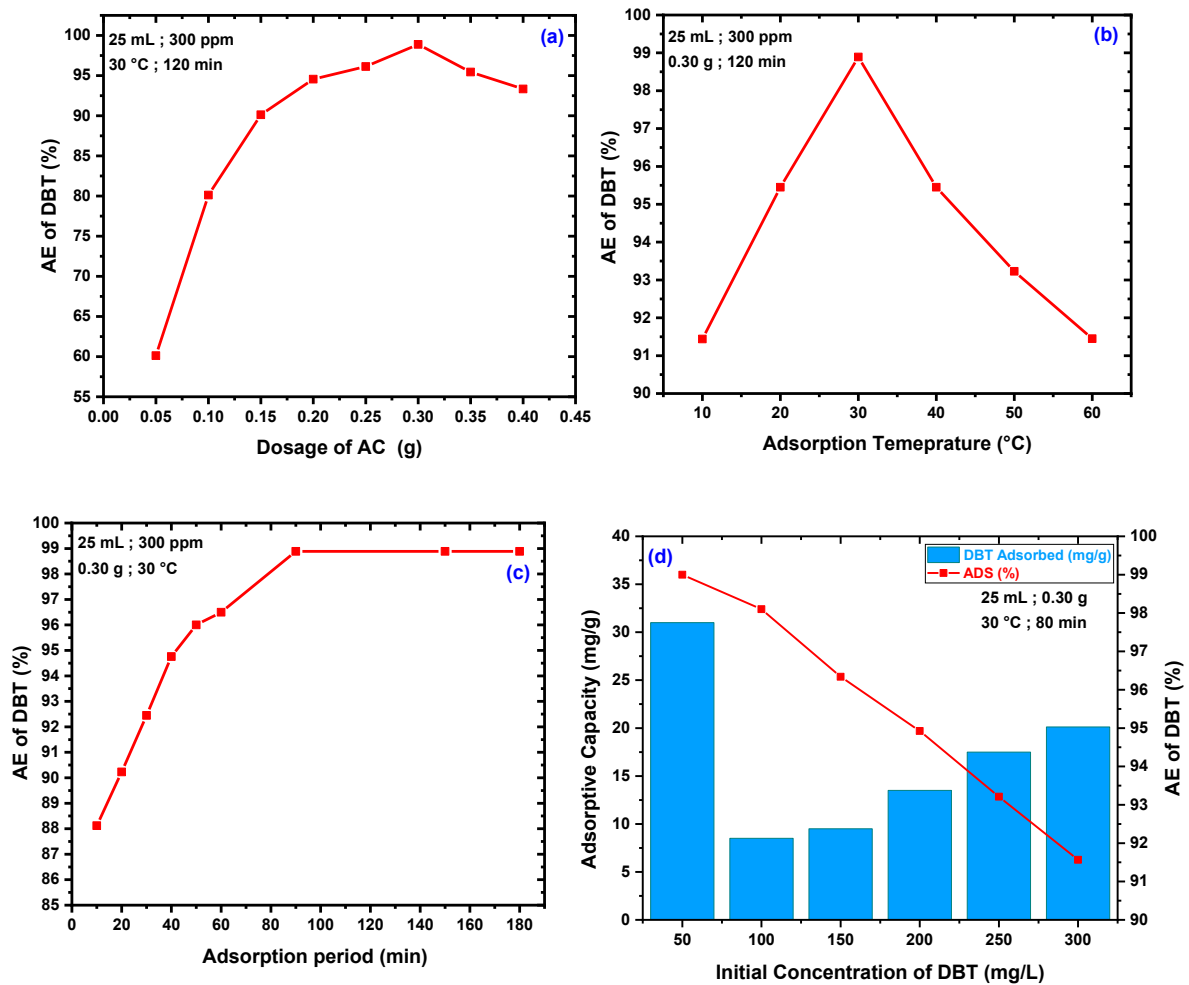 25 mL ; 300 ppm
30 °C ; 120 min
(a)
100
95
90
85
80
75
70
65
60
55
AE of DBT (%)
0.00 0.05 0.10 0.15 0.20 0.25 0.30 0.35 0.40 0.45
Dosage of AC (g)
25 mL ; 300 ppm
0.30 g ; 120 min
(b)
100
99
98
97
96
95
94
93
92
91
90
AE of DBT (%)
10 20 30 40 50 60
Adsorption Temeprature (°C)
25 mL ; 300 ppm
0.30 g ; 30 °C
(c)
100
99
98
97
96
95
94
93
92
91
90
89
88
87
86
85
AE of DBT (%)
0 20 40 60 80 100 120 140 160 180
Adsorption period (min)
(d)
DBT Adsorbed (mg/g)
ADS (%)
25 mL ; 0.30 g
30 °C ; 80 min
40
35
30
25
20
15
10
5
0
Adsorptive Capacity (mg/g)
100
99
98
97
96
95
94
93
92
91
90
AE of DBT (%)
50 100 150 200 250 300
Initial Concentration of DBT (mg/L)